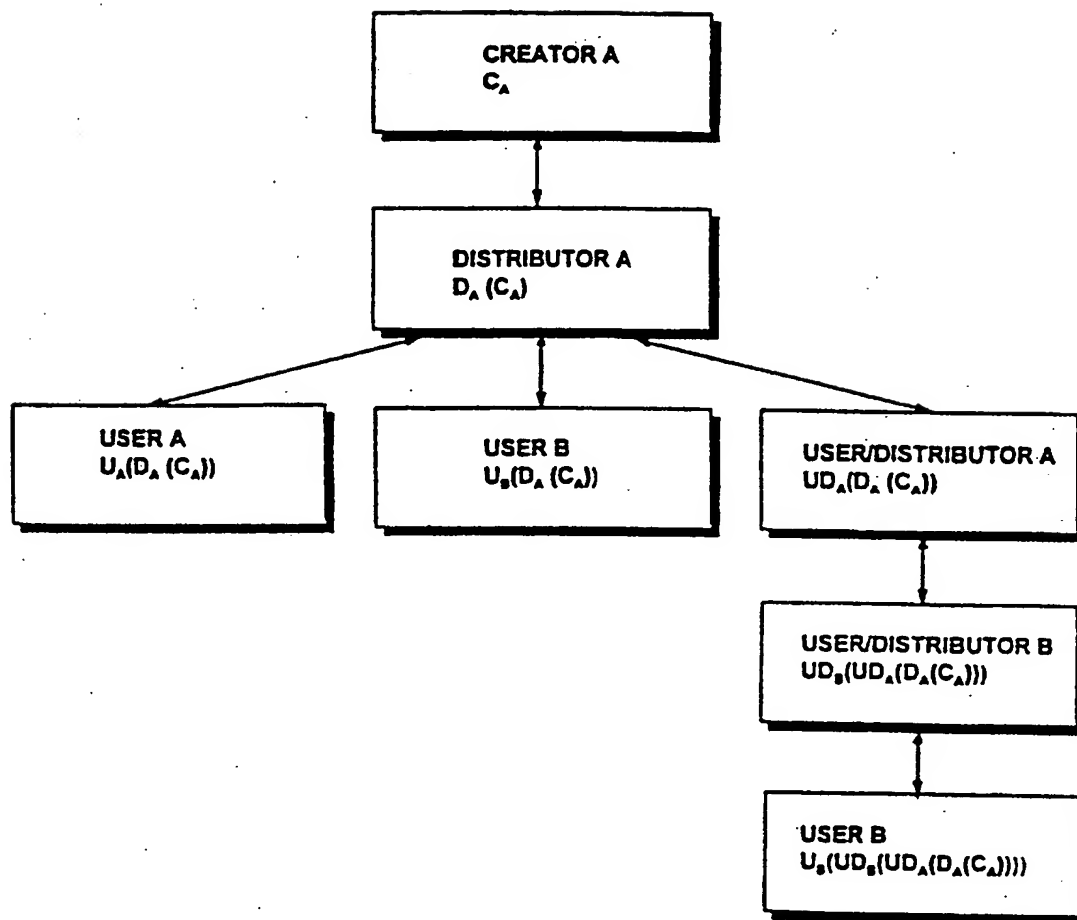 CREATOR A
C_A
DISTRIBUTOR A
D_A (C_A)
USER A
U_A(D_A (C_A))
USER B
U_B(D_A (C_A))
USER/DISTRIBUTOR A
UD_A(D_A (C_A))
USER/DISTRIBUTOR B
UD_B(UD_A(D_A(C_A)))
USER B
U_B(UD_B(UD_A(D_A(C_A))))